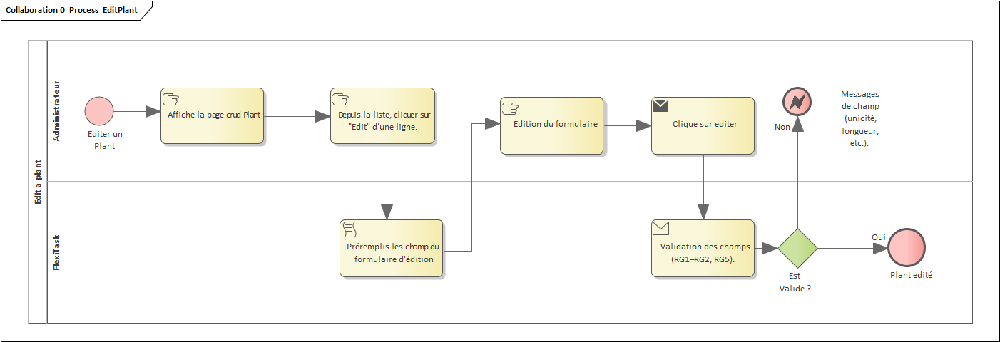 Collaboration 0_Process_EditPlant
Edit a plant
Administrateur
Editer un
Plant
Affiche la page crud Plant
Depuis la liste, cliquer sur
"Edit" d’une ligne.
Edition du formulaire
Clique sur editer
Non
Messages
de champ
(unicité,
longueur,
etc.).
FlexiTask
Préremplis les champ du
formulaire d'édition
Validation des champs
(RG1–RG2, RG5).
Est
Valide ?
Oui
Plant edité